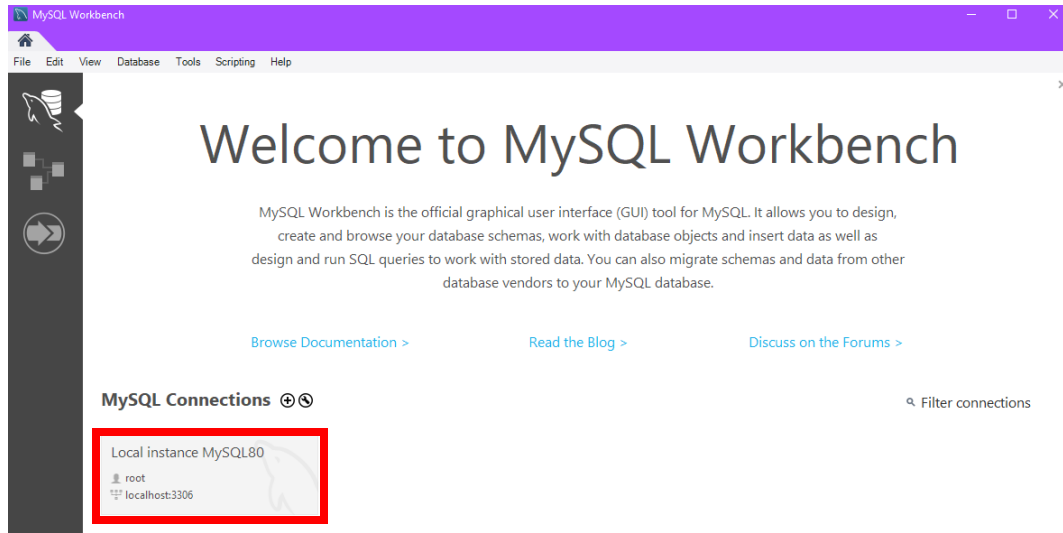 MySQL Workbench
File Edit View Database Tools Scripting Help
Welcome to MySQL Workbench
MySQL Workbench is the official graphical user interface (GUI) tool for MySQL. It allows you to design,
create and browse your database schemas, work with database objects and insert data as well as
design and run SQL queries to work with stored data. You can also migrate schemas and data from other
database vendors to your MySQL database.
Browse Documentation > Read the Blog > Discuss on the Forums >
MySQL Connections
Filter connections
Local instance MySQL80
root
localhost:3306